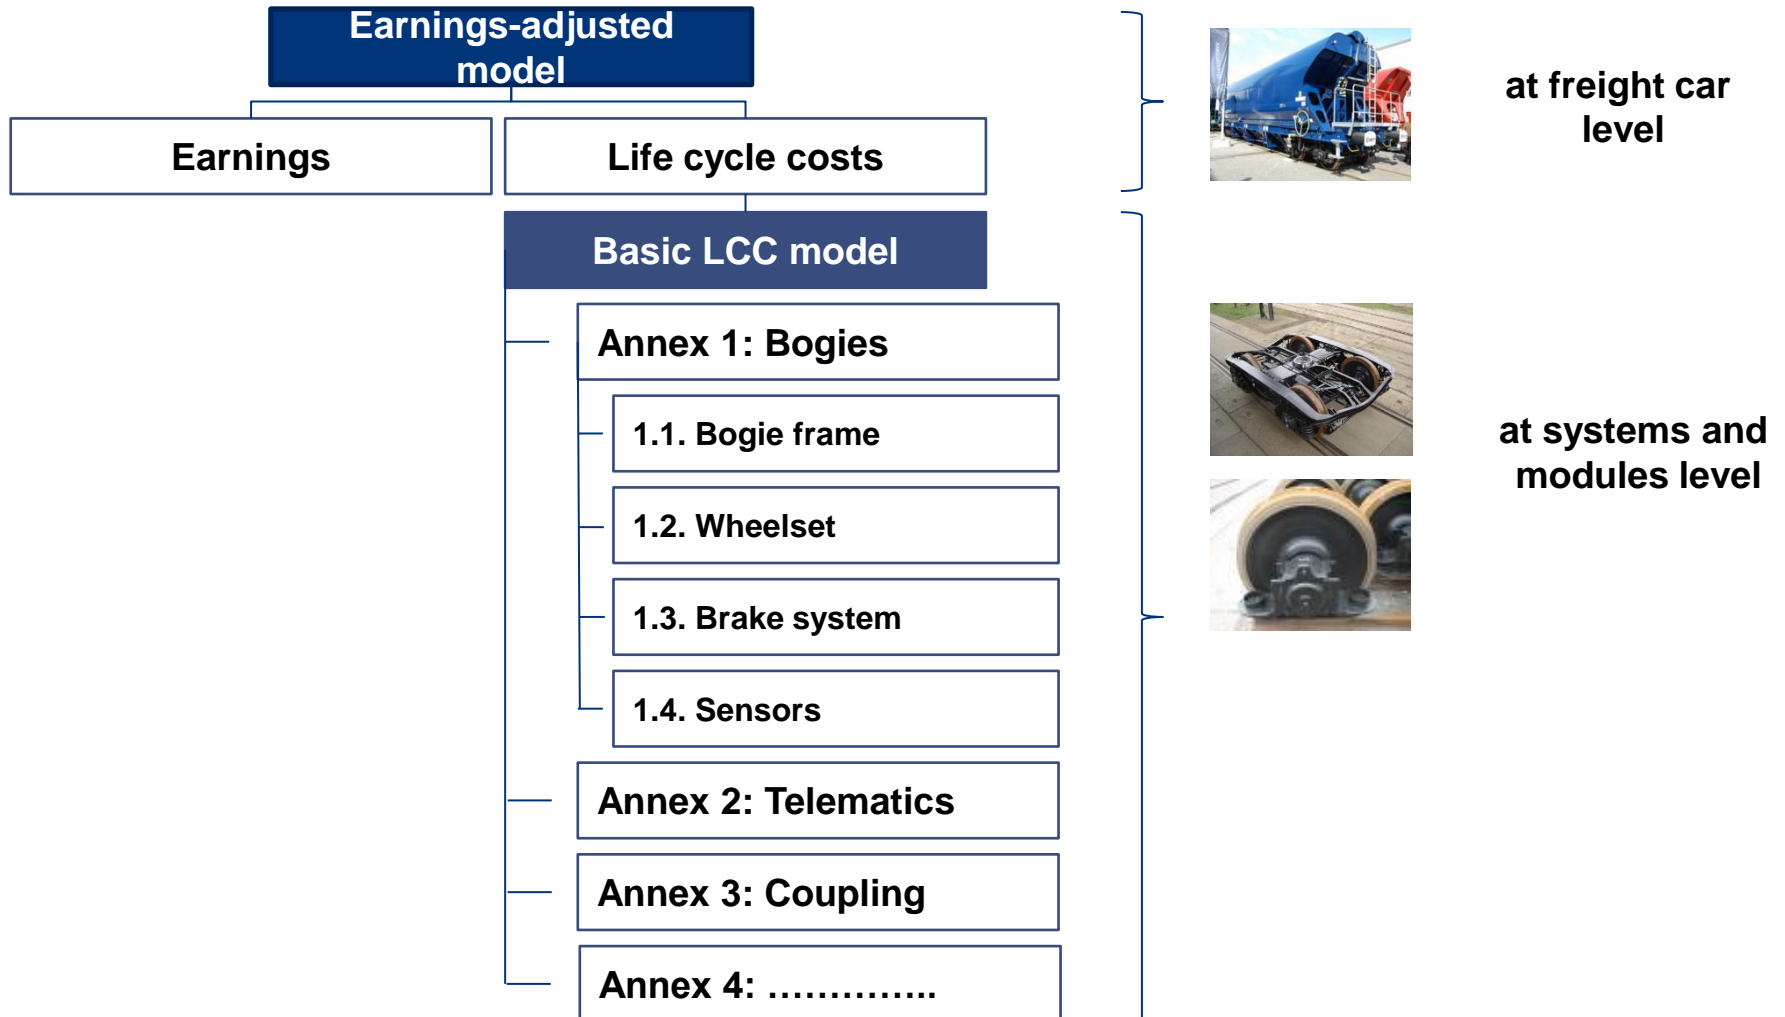 Earnings-adjusted
model
at freight car
level
Earnings
Life cycle costs
Basic LCC model
Annex 1: Bogies
1.1. Bogie frame
at systems and
modules level
1.2. Wheelset
1.3. Brake system
1.4. Sensors
Annex 2: Telematics
Annex 3: Coupling
Annex 4: …………..